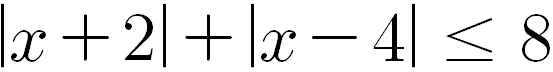 |x + 2| + |x − 4| ≤ 8